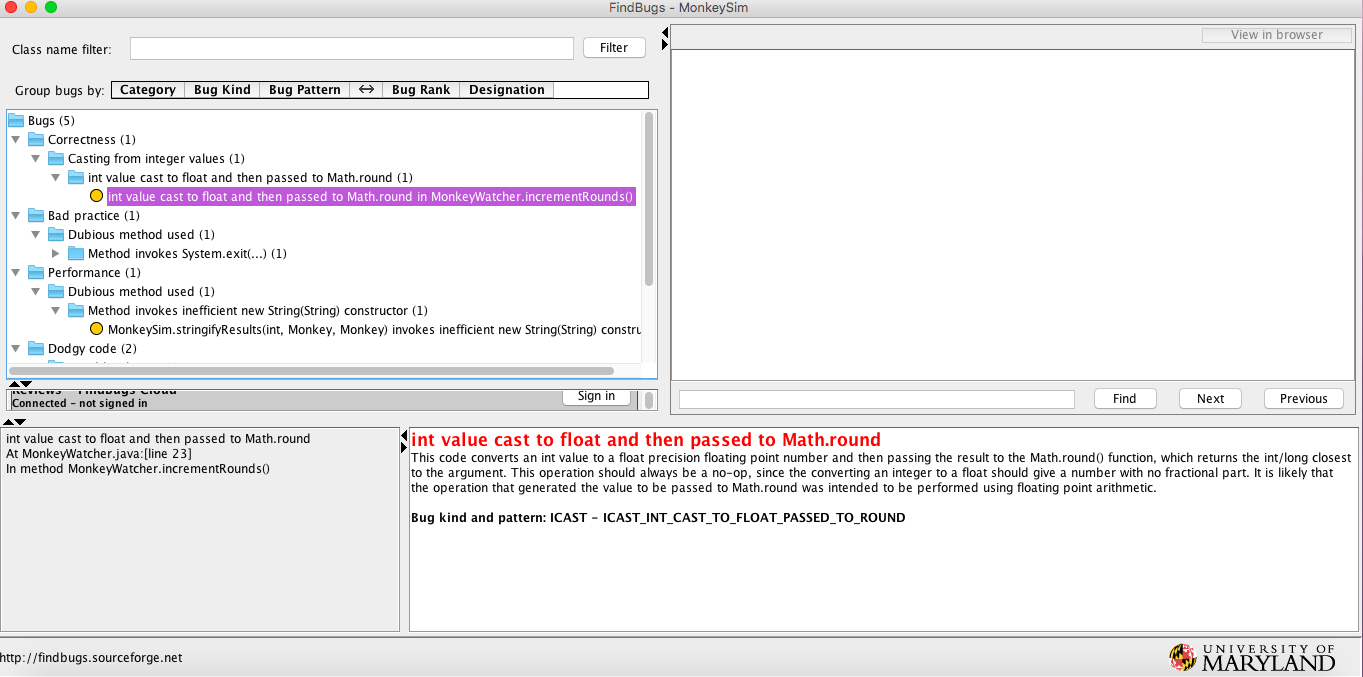 FindBugs - MonkeySim
Class name filter:
Filter
View in browser
Group bugs by:
Category Bug Kind Bug Pattern ↔ Bug Rank Designation
Bugs (5)
Correctness (1)
Casting from integer values (1)
int value cast to float and then passed to Math.round (1)
int value cast to float and then passed to Math.round in MonkeyWatcher.incrementRounds()
Bad practice (1)
Dubious method used (1)
Method invokes System.exit(...) (1)
Performance (1)
Dubious method used (1)
Method invokes inefficient new String(String) constructor (1)
MonkeySim.stringifyResults(int, Monkey, Monkey) invokes inefficient new String(String) constru
Dodgy code (2)
Reviews - FindBugs Cloud
Connected - not signed in
Sign in
Find
Next
Previous
int value cast to float and then passed to Math.round
At MonkeyWatcher.java:[line 23]
In method MonkeyWatcher.incrementRounds()
int value cast to float and then passed to Math.round
This code converts an int value to a float precision floating point number and then passing the result to the Math.round() function, which returns the int/long closest
to the argument. This operation should always be a no-op, since the converting an integer to a float should give a number with no fractional part. It is likely that
the operation that generated the value to be passed to Math.round was intended to be performed using floating point arithmetic.
Bug kind and pattern: ICAST - ICAST_INT_CAST_TO_FLOAT_PASSED_TO_ROUND
http://findbugs.sourceforge.net
UNIVERSITY OF
MARYLAND